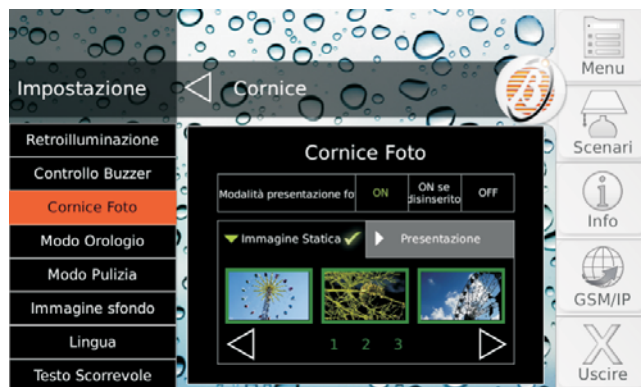 Impostazione
Cornice
Retroilluminazione
Controllo Buzzer
Cornice Foto
Modo Orologio
Modo Pulizia
Immagine sfondo
Lingua
Testo Scorrevole
Cornice Foto
Modalità presentazione fo
ON
ON se
disinserito
OFF
Immagine Statica
Presentazione
1 2 3
Menu
Scenari
Info
GSM/IP
Uscire